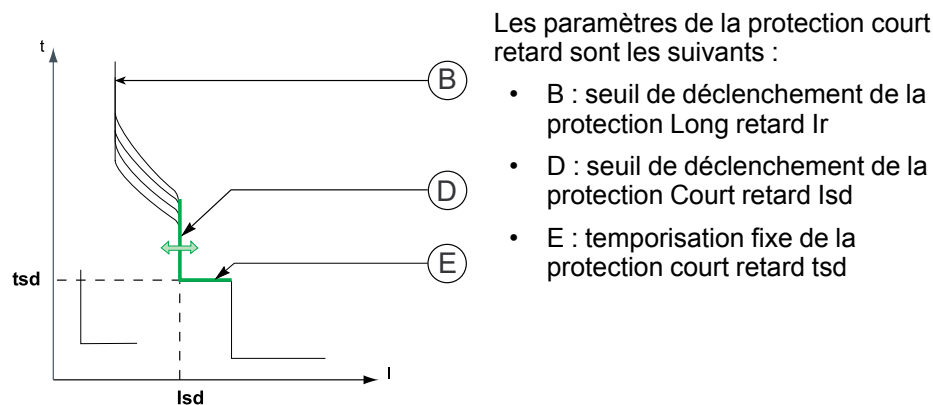 t
B
D
E
tsd
I
Isd
Les paramètres de la protection court
retard sont les suivants :
• B : seuil de déclenchement de la
protection Long retard Ir
• D : seuil de déclenchement de la
protection Court retard Isd
• E : temporisation fixe de la
protection court retard tsd